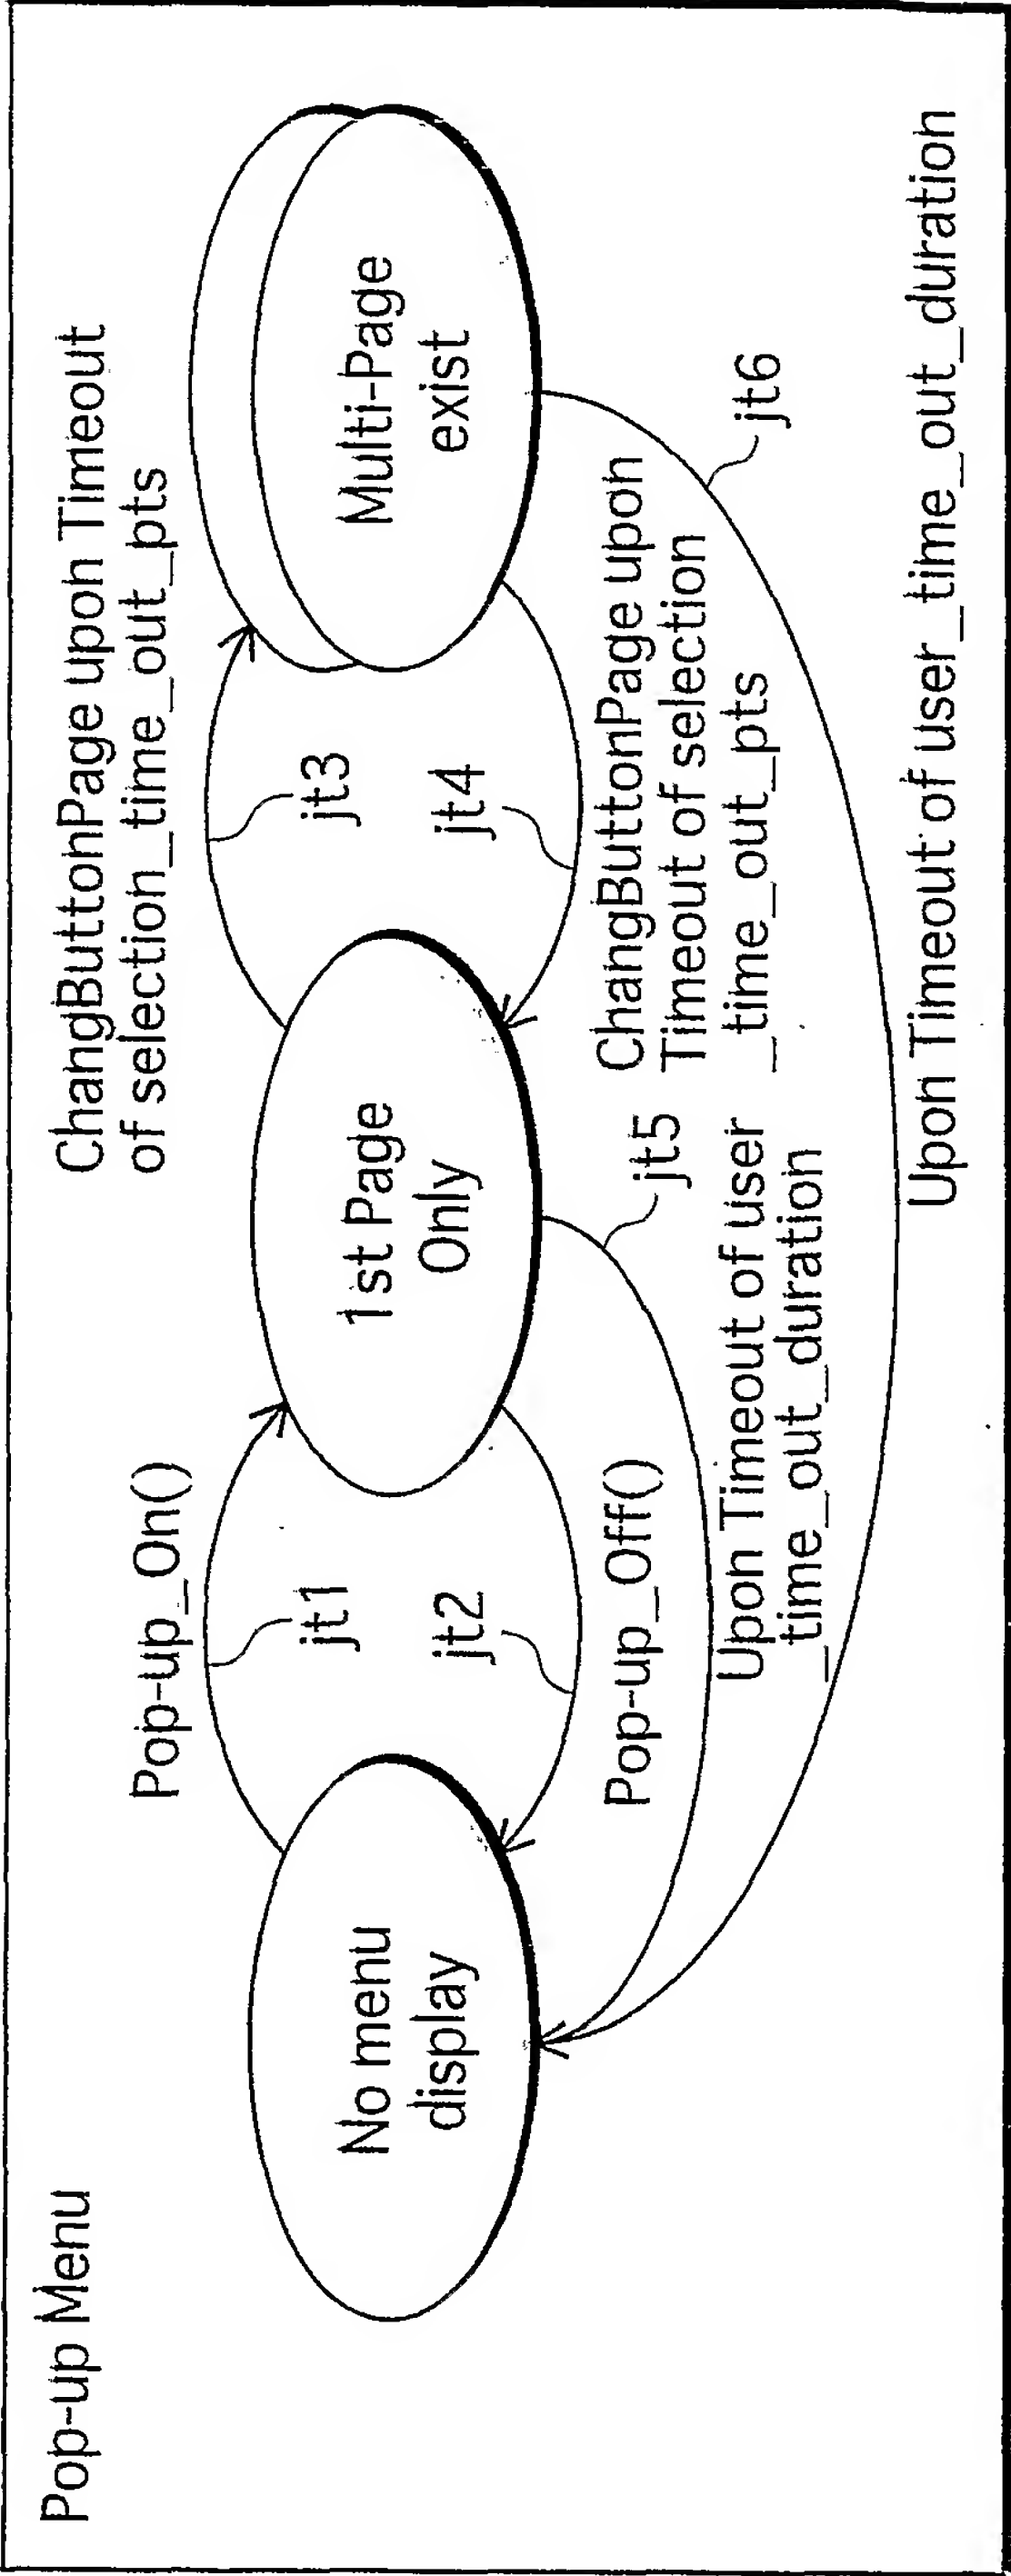 Pop-up Menu
Pop-up_On()
ChangButtonPage upon Timeout
of selection_time_out_pts
jt1
jt3
No menu
display
1st Page
Only
Multi-Page
exist
jt2
jt4
Pop-up_Off()
ChangButtonPage upon
Timeout of selection
_time_out_pts
jt5
jt6
Upon Timeout of user
_time_out_duration
Upon Timeout of user_time_out_duration